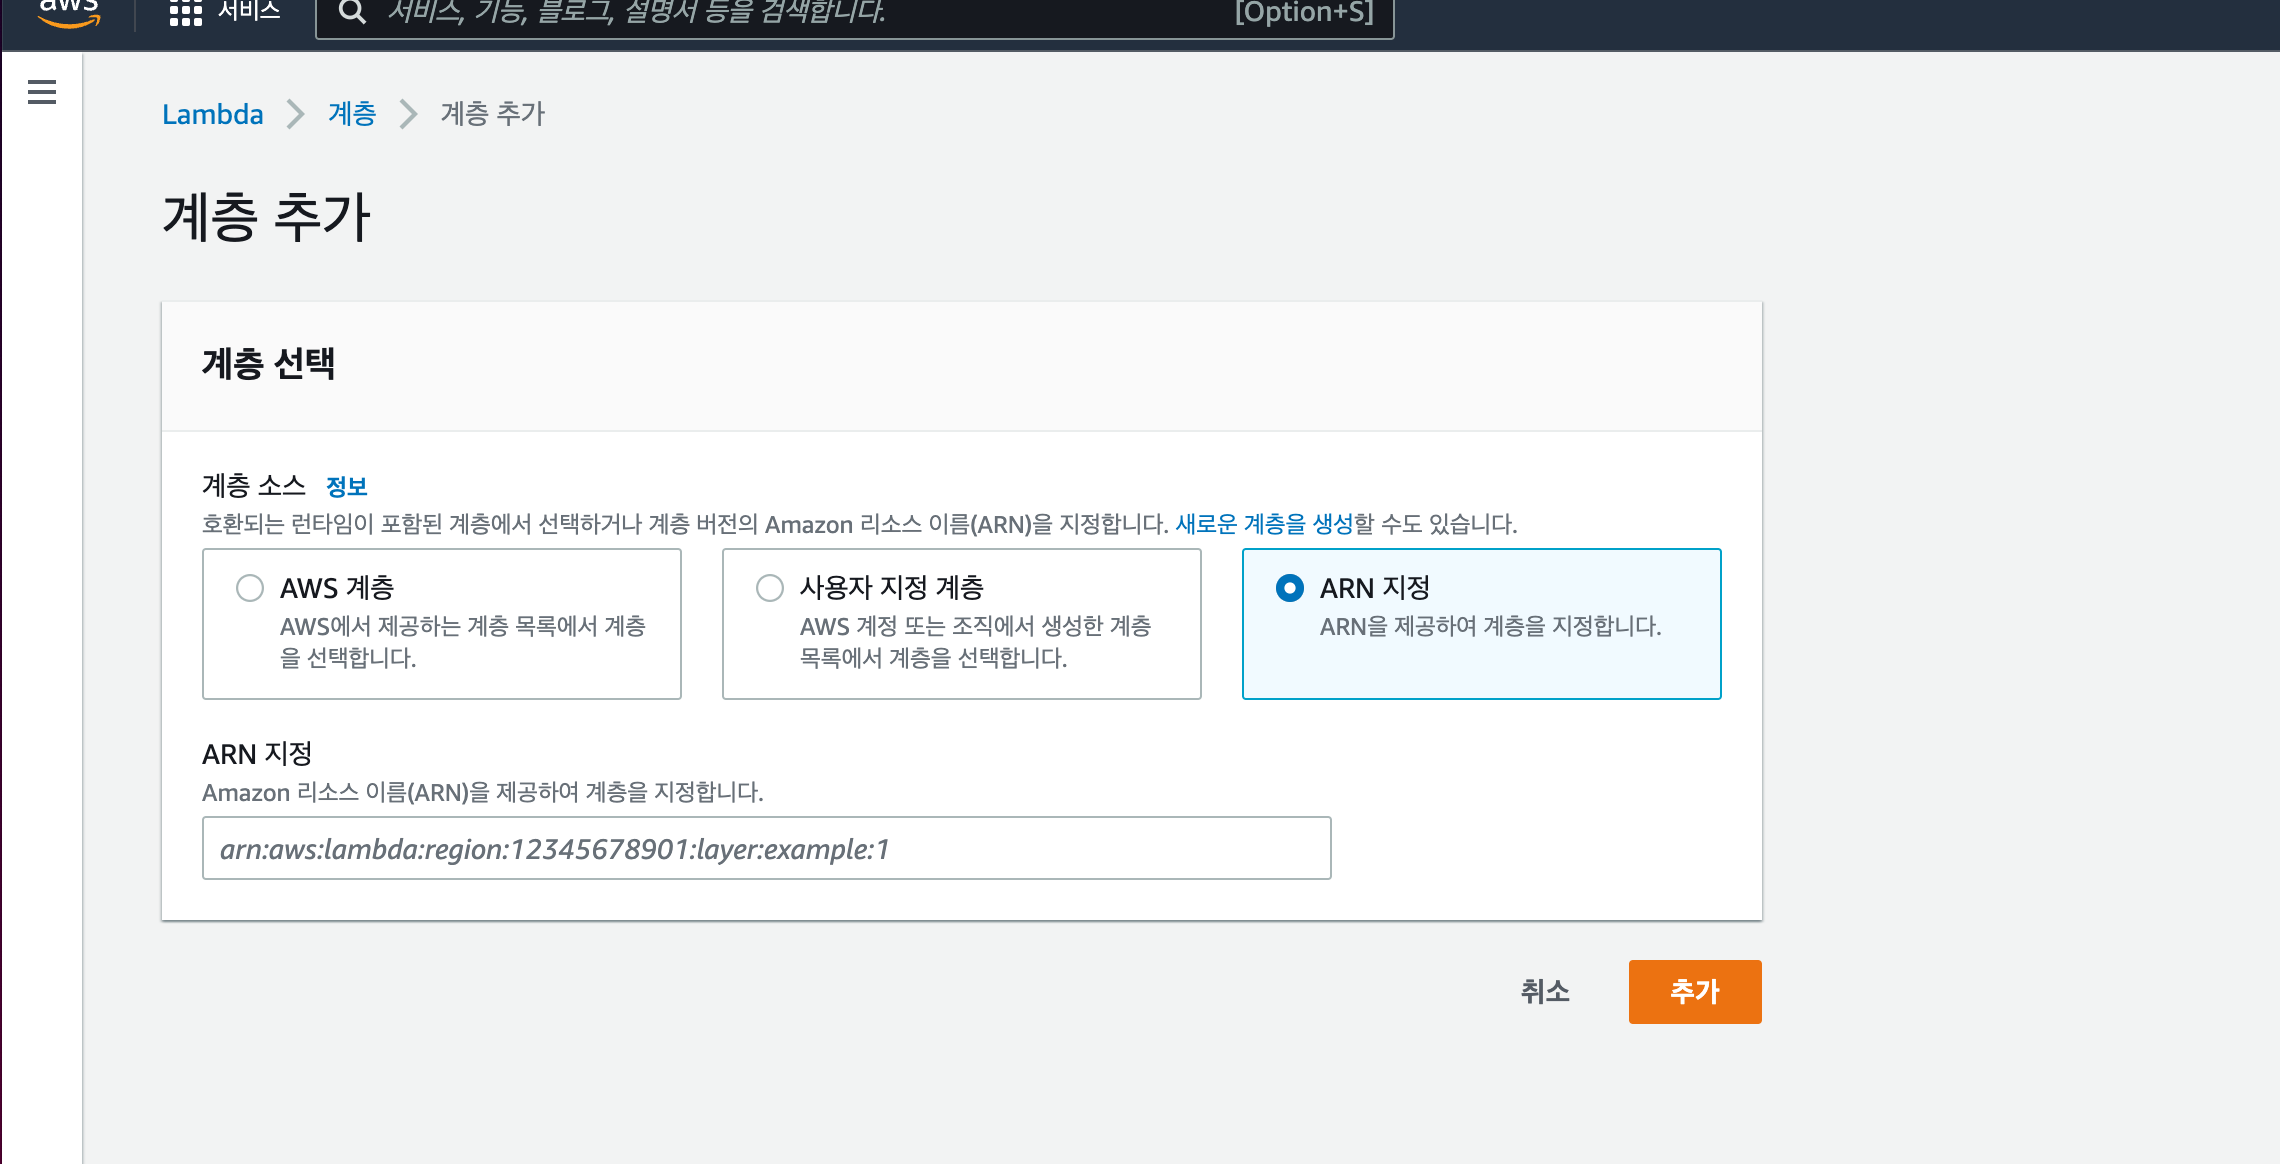 aws
서비스
서비스, 기능, 블로그, 설명서 등을 검색합니다.
[Option+S]
Lambda
계층
계층 추가
계층 추가
계층 선택
계층 소스 정보
호환되는 런타임이 포함된 계층에서 선택하거나 계층 버전의 Amazon 리소스 이름(ARN)을 지정합니다. 새로운 계층을 생성할 수도 있습니다.
AWS 계층
AWS에서 제공하는 계층 목록에서 계층
을 선택합니다.
사용자 지정 계층
AWS 계정 또는 조직에서 생성한 계층
목록에서 계층을 선택합니다.
ARN 지정
ARN을 제공하여 계층을 지정합니다.
ARN 지정
Amazon 리소스 이름(ARN)을 제공하여 계층을 지정합니다.
arn:aws:lambda:region:12345678901:layer:example:1
취소
추가